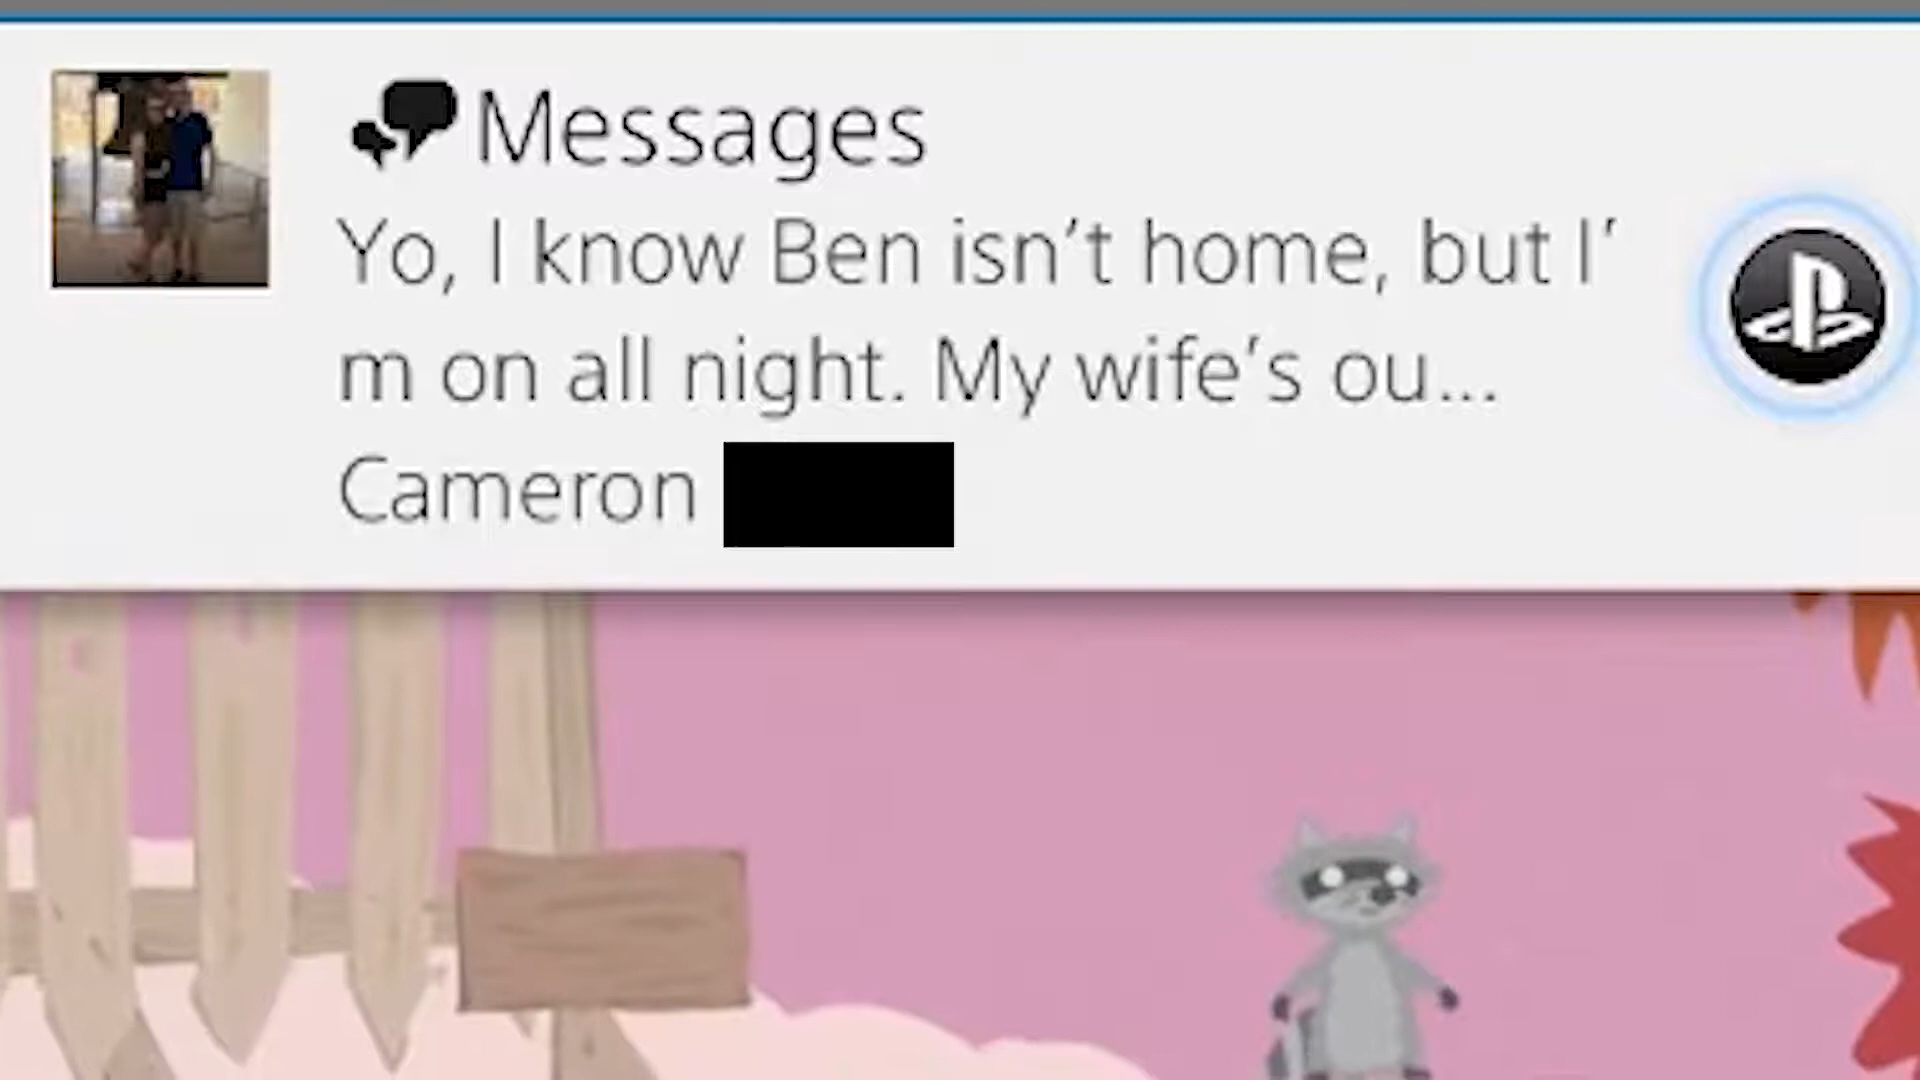 Messages
Yo, I know Ben isn't home, but I'
m on all night. My wife's ou...
Cameron